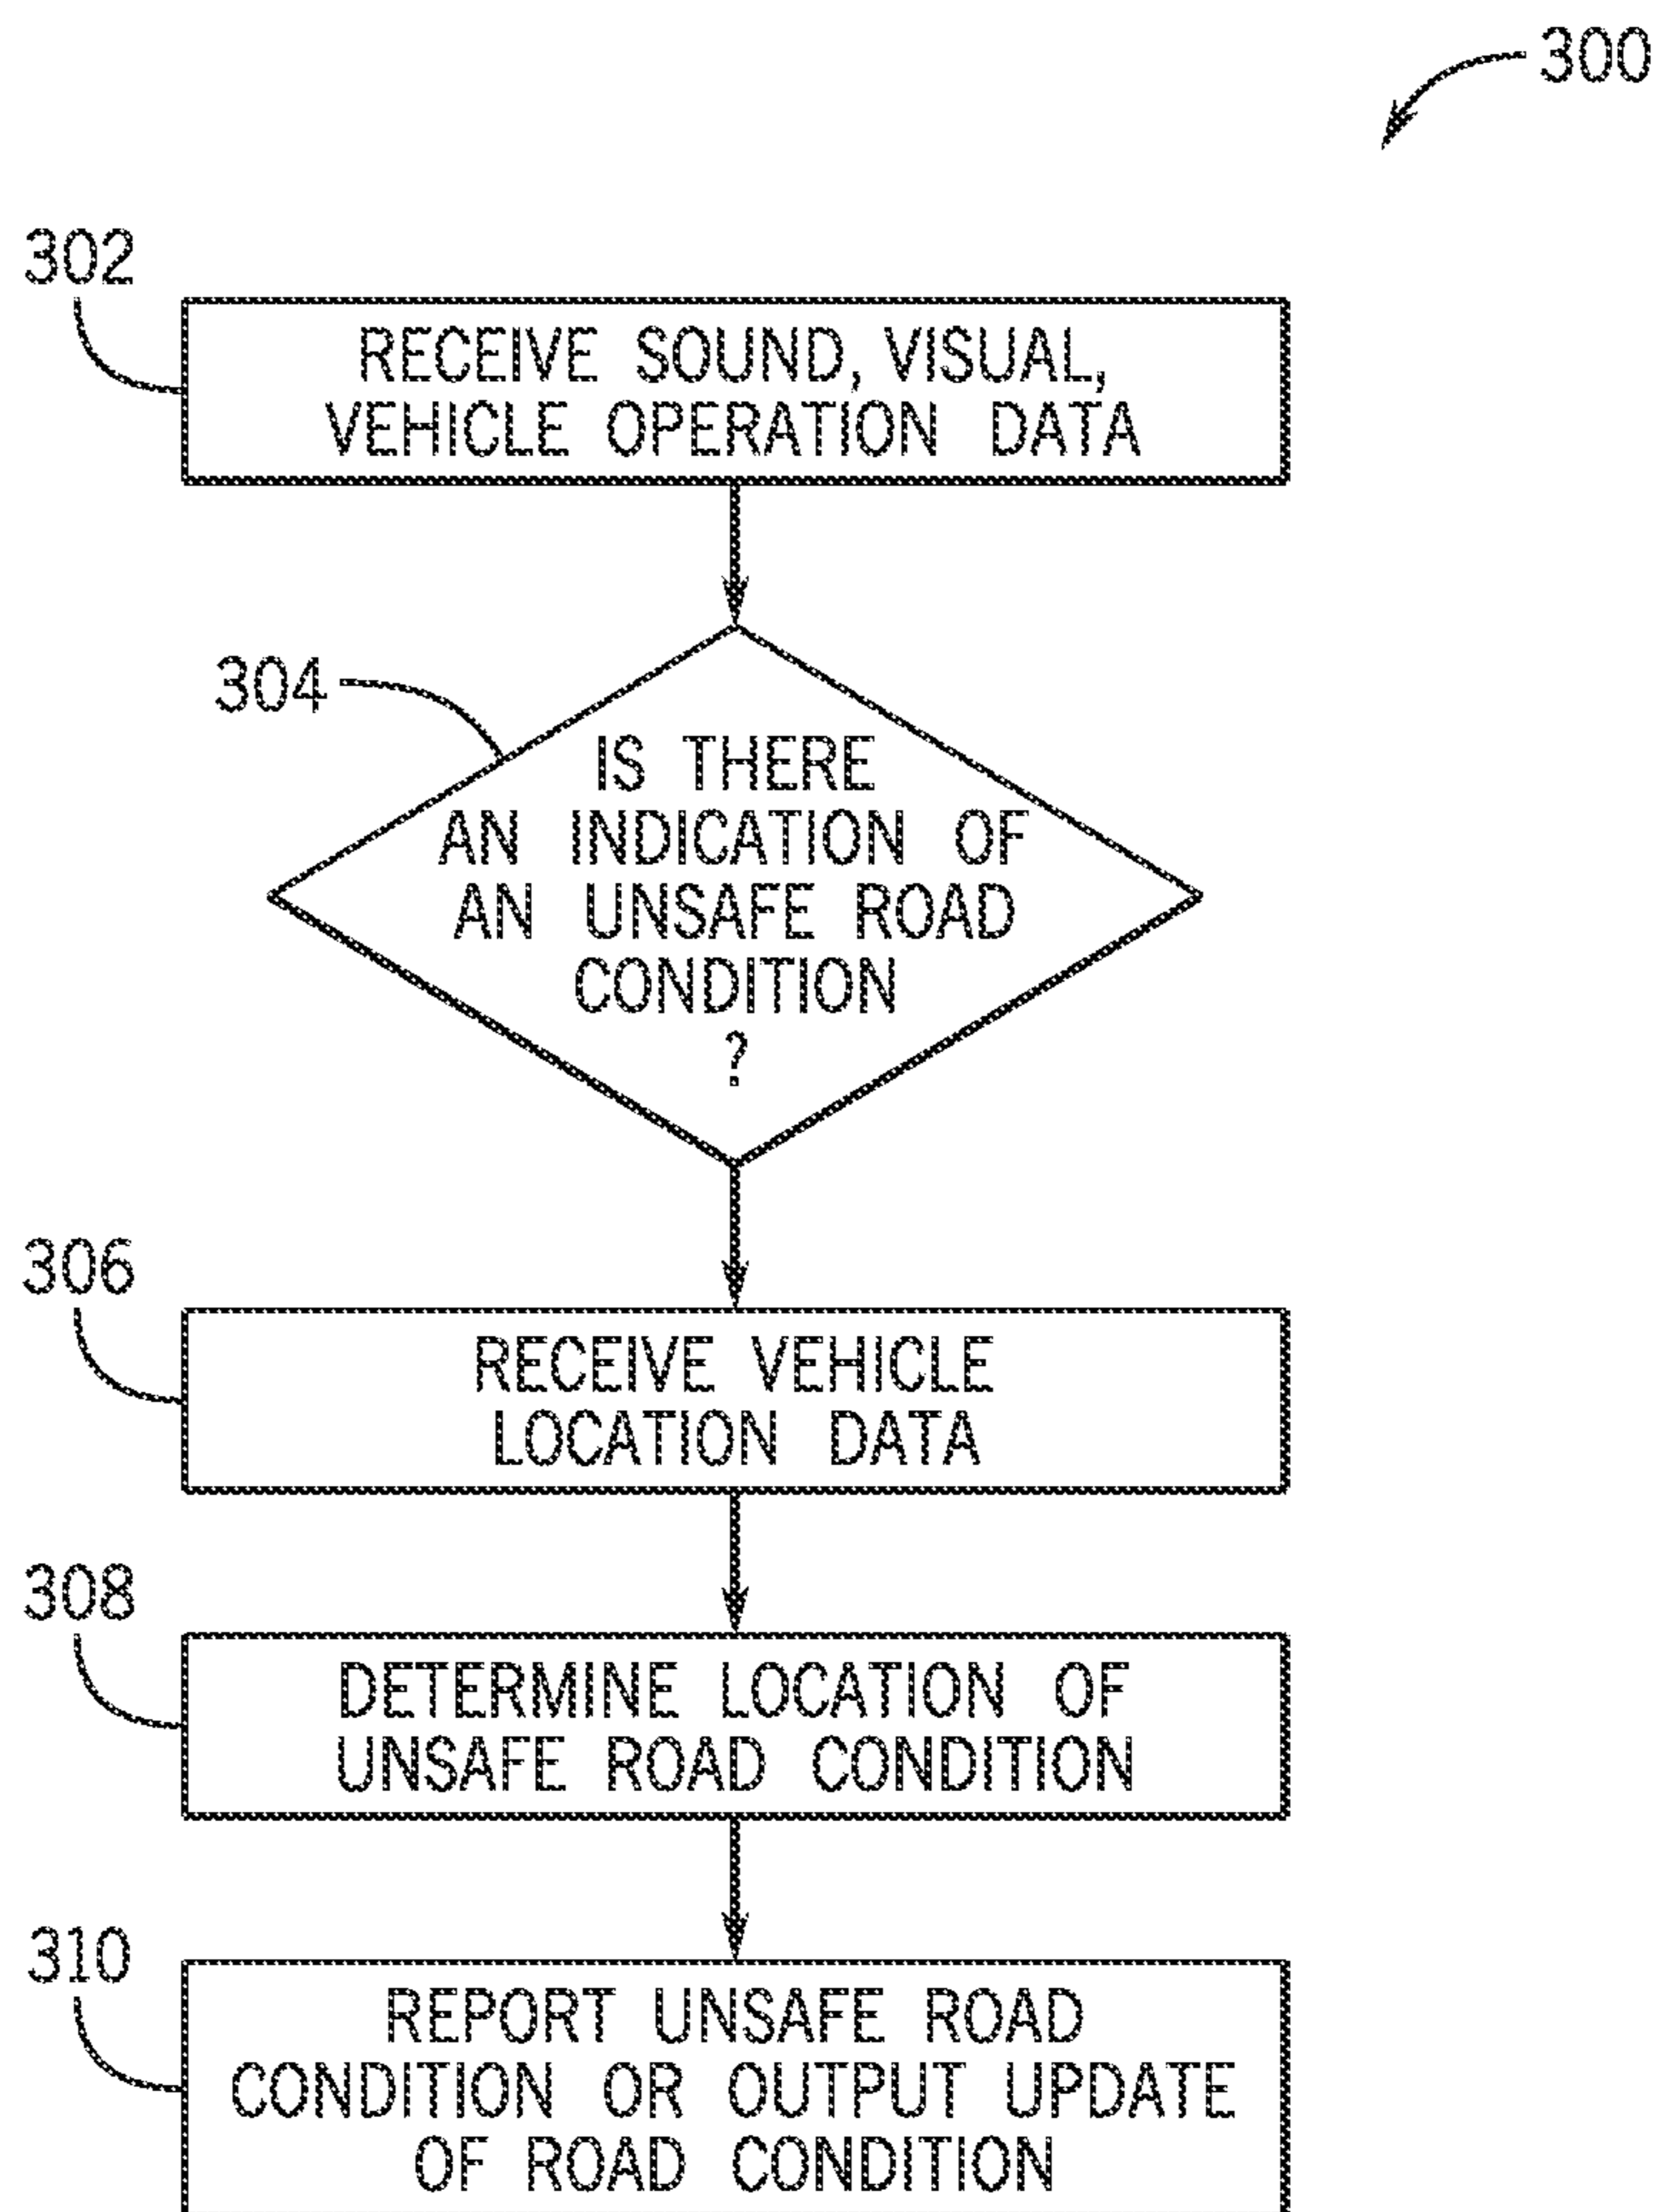 300
302
RECEIVE SOUND, VISUAL,
VEHICLE OPERATION DATA
304
IS THERE
AN INDICATION OF
AN UNSAFE ROAD
CONDITION
?
306
RECEIVE VEHICLE
LOCATION DATA
308
DETERMINE LOCATION OF
UNSAFE ROAD CONDITION
310
REPORT UNSAFE ROAD
CONDITION OR OUTPUT UPDATE
OF ROAD CONDITION